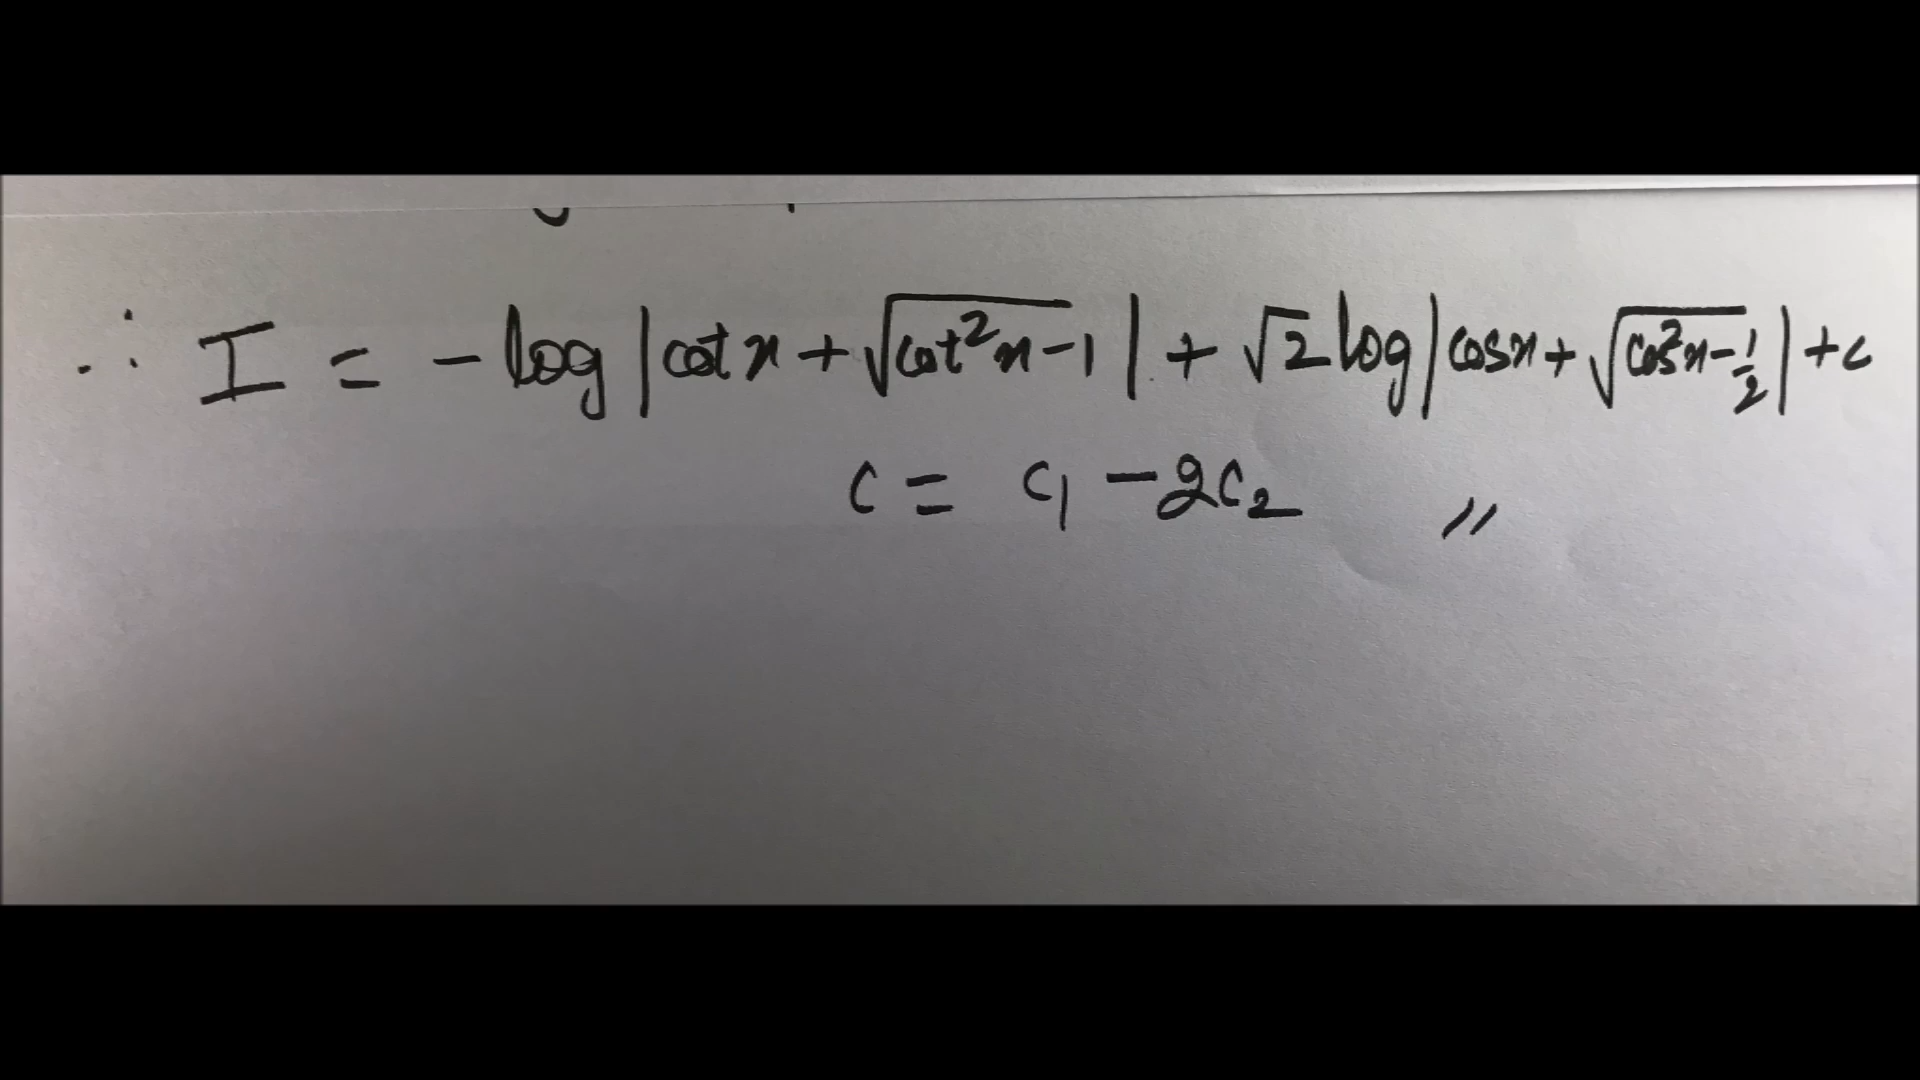 ∴ I = - log |cot x + √(cot²x - 1)| + √2 log |cos x + √(cos²x - 1/2)| + c
c = c₁ - 2c₂ //